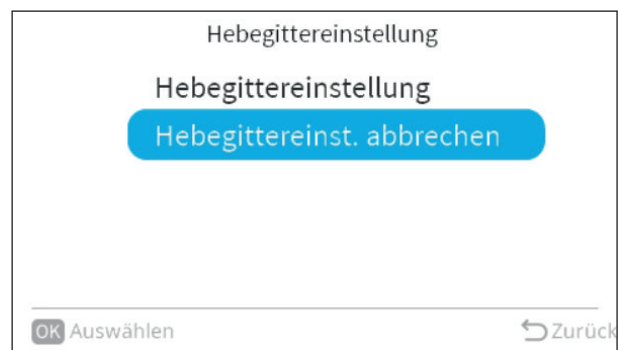 Hebegittereinstellung
Hebegittereinstellung
Hebegittereinst. abbrechen
OK Auswählen
Zurück